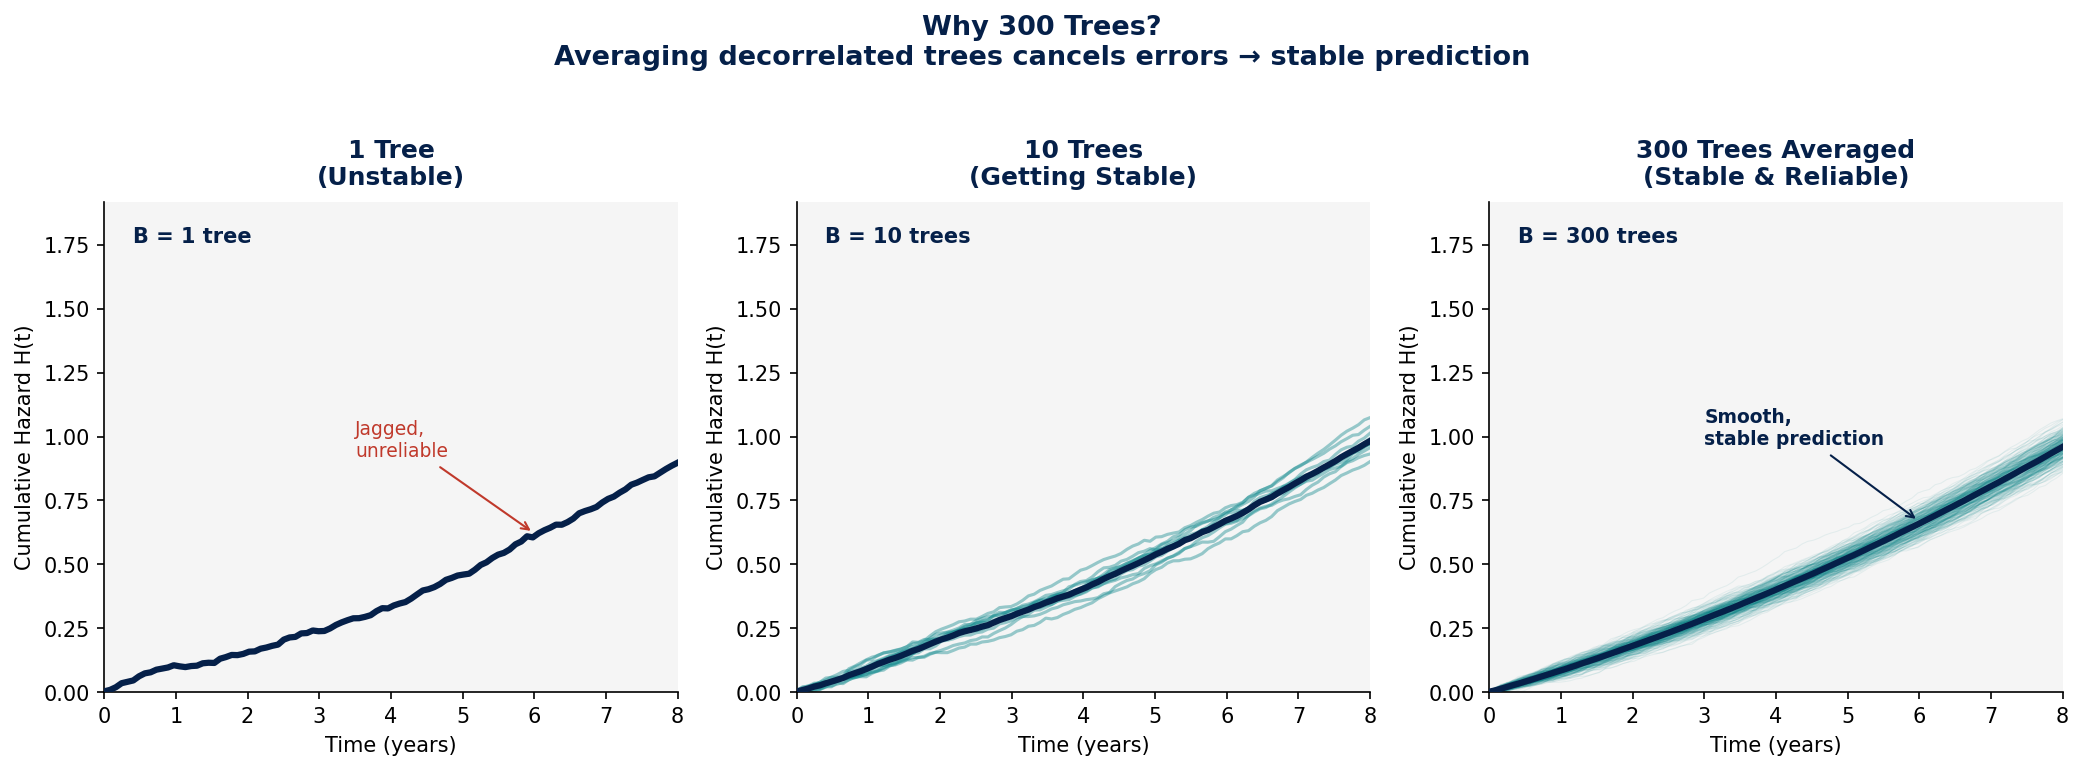 Why 300 Trees?
Averaging decorrelated trees cancels errors → stable prediction
1 Tree
(Unstable)
B = 1 tree
1.75
1.50
1.25
1.00
0.75
0.50
0.25
0.00
Cumulative Hazard H(t)
Jagged,
unreliable
0 1 2 3 4 5 6 7 8
Time (years)
10 Trees
(Getting Stable)
B = 10 trees
1.75
1.50
1.25
1.00
0.75
0.50
0.25
0.00
Cumulative Hazard H(t)
0 1 2 3 4 5 6 7 8
Time (years)
300 Trees Averaged
(Stable & Reliable)
B = 300 trees
1.75
1.50
1.25
1.00
0.75
0.50
0.25
0.00
Cumulative Hazard H(t)
Smooth,
stable prediction
0 1 2 3 4 5 6 7 8
Time (years)